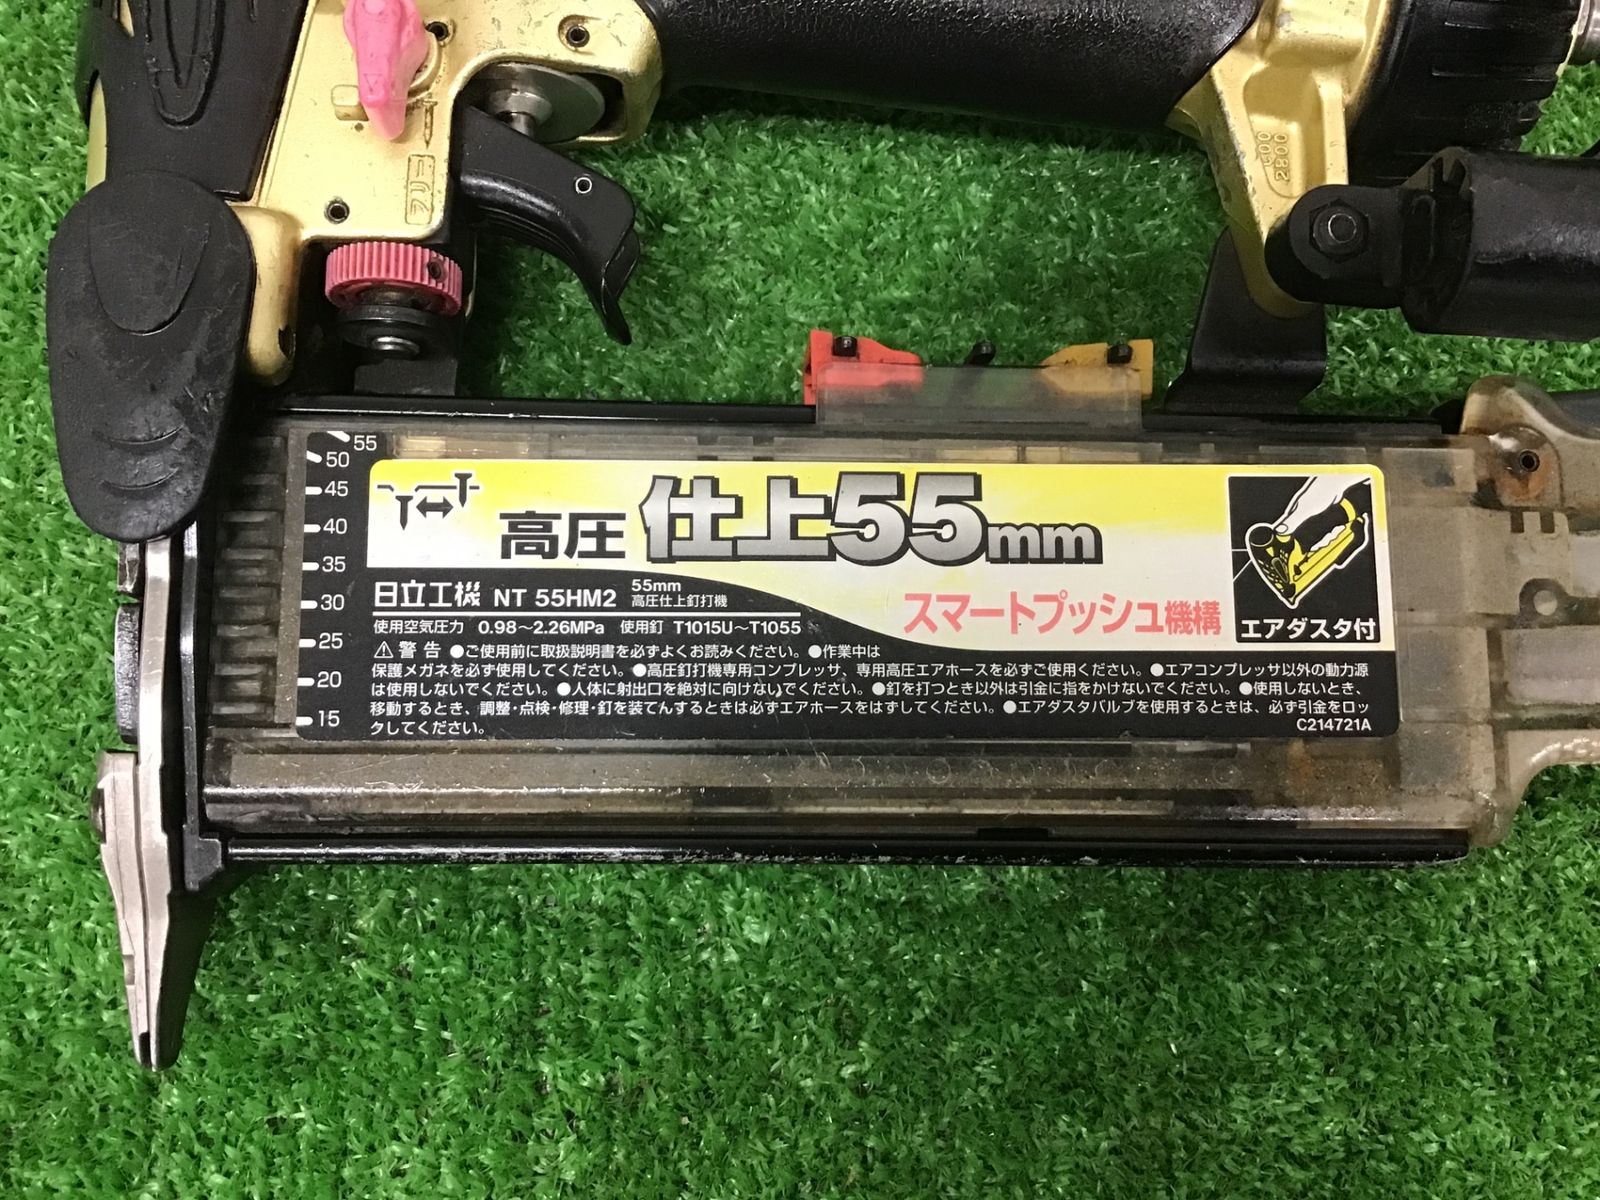 フリー
500
2800
55
50
45
40
35
30
25
20
15
高圧 仕上55mm
日立工機 NT 55HM2 55mm
高圧仕上釘打機
スマートプッシュ機構
エアダスタ付
使用空気圧力 0.98～2.26MPa 使用釘 T1015U～T1055
⚠ 警告 ●ご使用前に取扱説明書を必ずよくお読みください。●作業中は
保護メガネを必ず使用してください。●高圧釘打機専用コンプレッサ、専用高圧エアホースを必ずご使用ください。●エアコンプレッサ以外の動力源
は使用しないでください。●人体に射出口を絶対に向けないでください。●釘を打つとき以外は引金に指をかけないでください。●使用しないとき、
移動するとき、調整・点検・修理・釘を装てんするときは必ずエアホースをはずしてください。●エアダスタバルブを使用するときは、必ず引金をロッ
クしてください。
C214721A